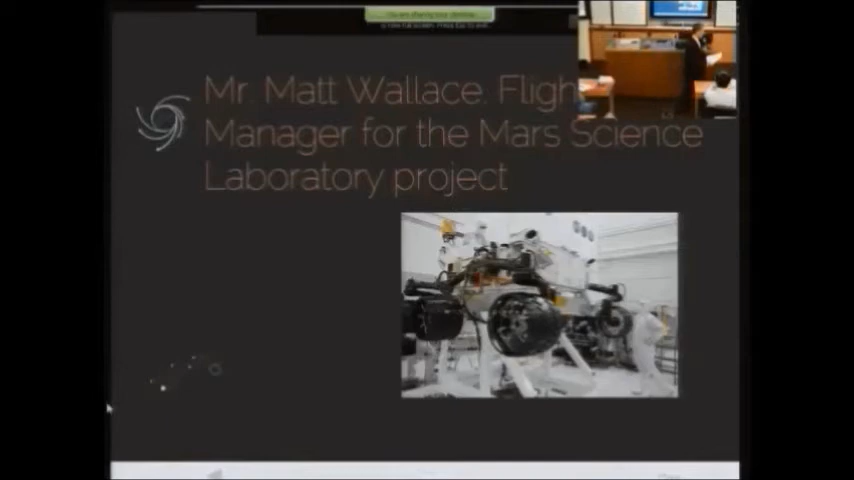 Mr. Matt Wallace. Fligh
Manager for the Mars Science
Laboratory project